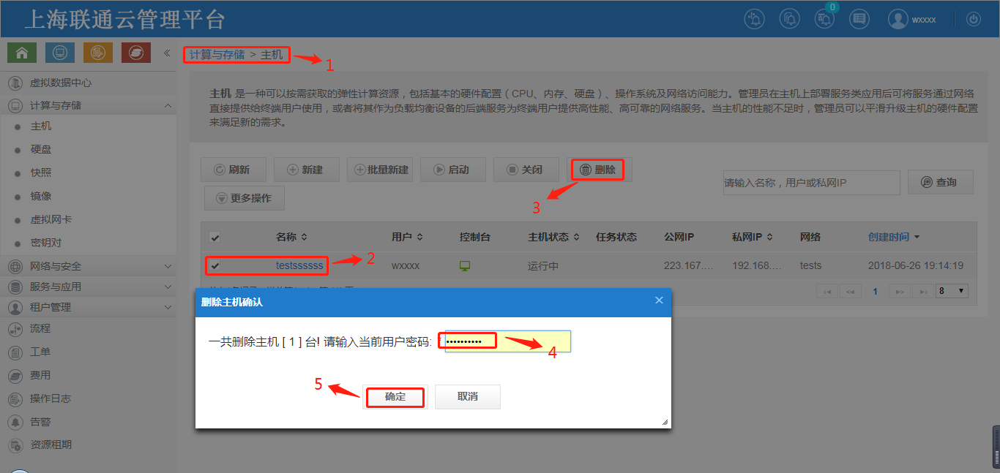 上海联通云管理平台
0
wxxxx
计算与存储 > 主机
1
虚拟数据中心
计算与存储
主机
硬盘
快照
镜像
虚拟网卡
密钥对
网络与安全
服务与应用
租户管理
流程
工单
费用
操作日志
告警
资源租期
主机 是一种可以按需获取的弹性计算资源，包括基本的硬件配置（CPU、内存、硬盘）、操作系统及网络访问能力。管理员在主机上部署服务类应用后可将服务通过网络
直接提供给终端用户使用，或者将其作为负载均衡设备的后端服务为终端用户提供高性能、高可靠的网络服务。当主机的性能不足时，管理员可以平滑升级主机的硬件配置
来满足新的需求。
刷新 新建 批量新建 启动 关闭 删除
请输入名称，用户或私网IP 查询
更多操作
3
名称 用户 控制台 主机状态 任务状态 公网IP 私网IP 网络 创建时间
testssssss 2 wxxxx 运行中 223.167.... 192.168.... tests 2018-06-26 19:14:19
1 8
删除主机确认
一共删除主机 [ 1 ] 台! 请输入当前用户密码: ••••••••••
4
5
确定 取消